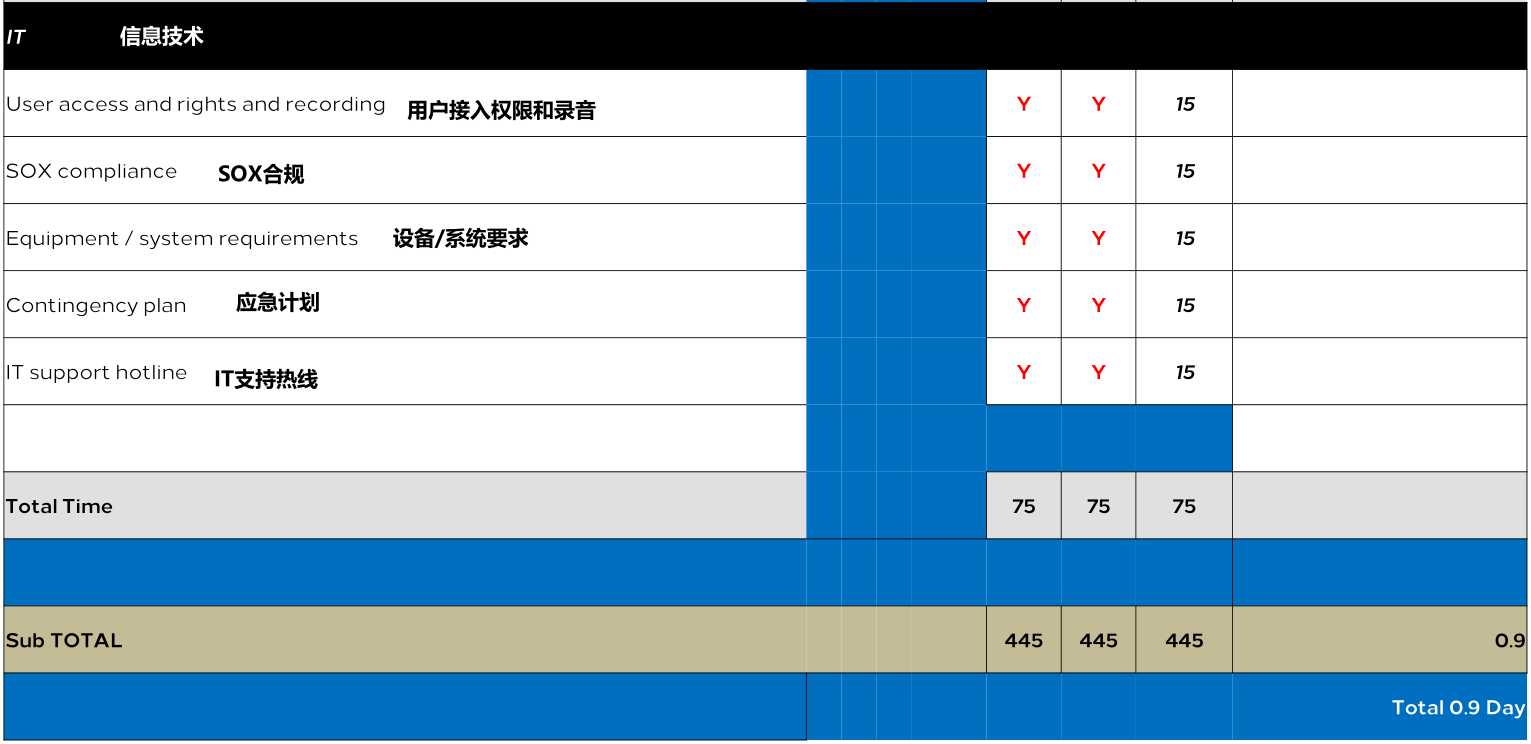 IT 信息技术
User access and rights and recording 用户接入权限和录音 Y Y 15
SOX compliance SOX合规 Y Y 15
Equipment / system requirements 设备/系统要求 Y Y 15
Contingency plan 应急计划 Y Y 15
IT support hotline IT支持热线 Y Y 15
Total Time 75 75 75
Sub TOTAL 445 445 445 0.9
Total 0.9 Day